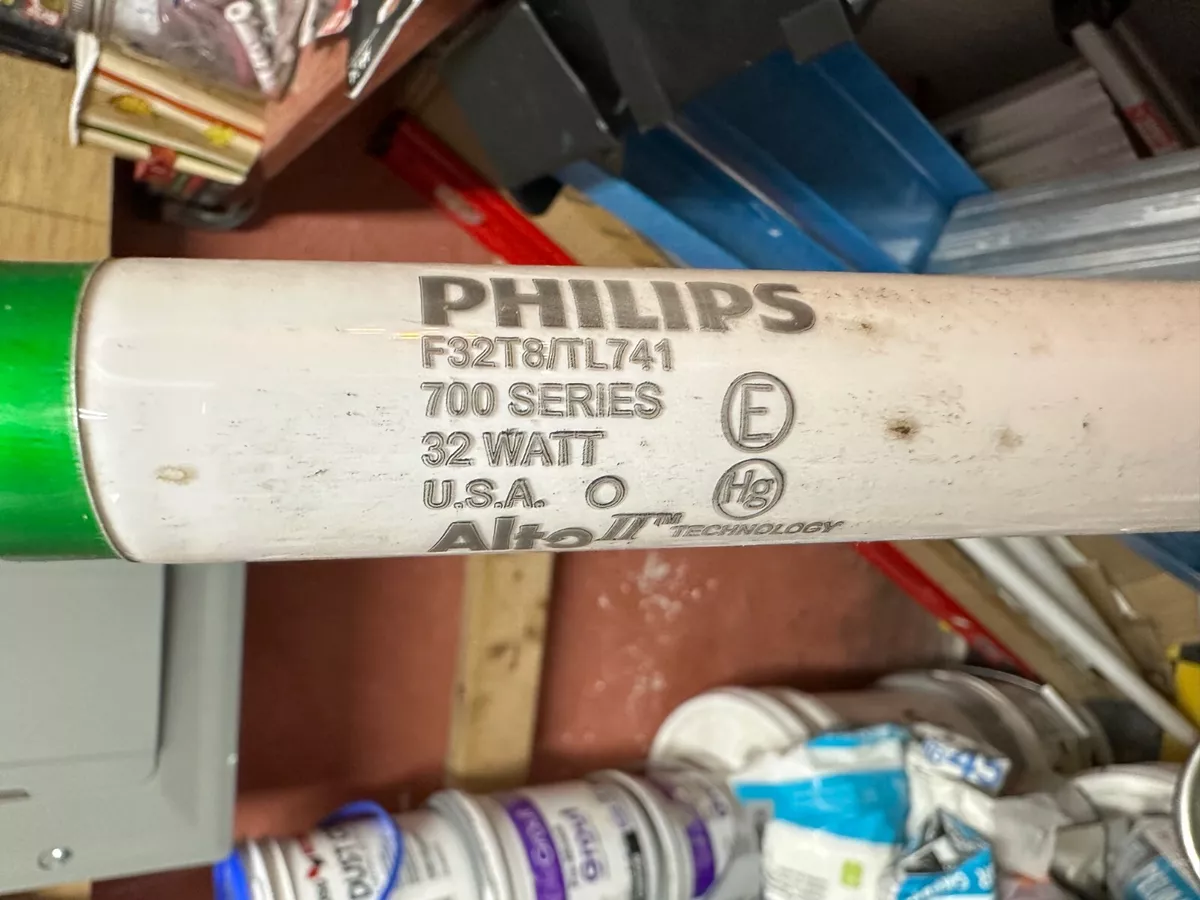 PHILIPS
F32T8/TL741
700 SERIES
32 WATT
U.S.A.
E
Hg
Alto II™ TECHNOLOGY